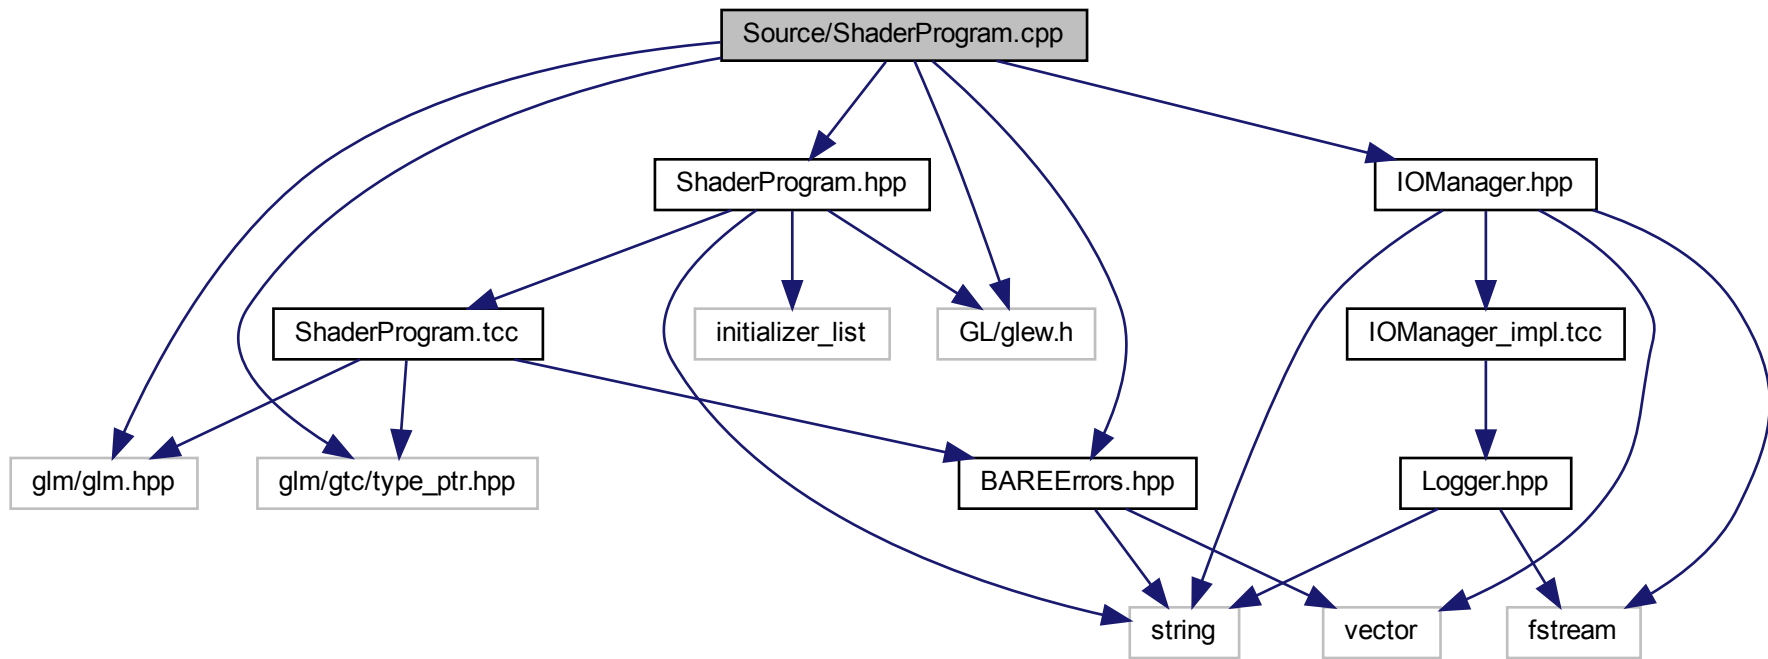 Source/ShaderProgram.cpp
ShaderProgram.hpp
IOManager.hpp
ShaderProgram.tcc
initializer_list
GL/glew.h
IOManager_impl.tcc
glm/glm.hpp
glm/gtc/type_ptr.hpp
BAREErrors.hpp
Logger.hpp
string
vector
fstream